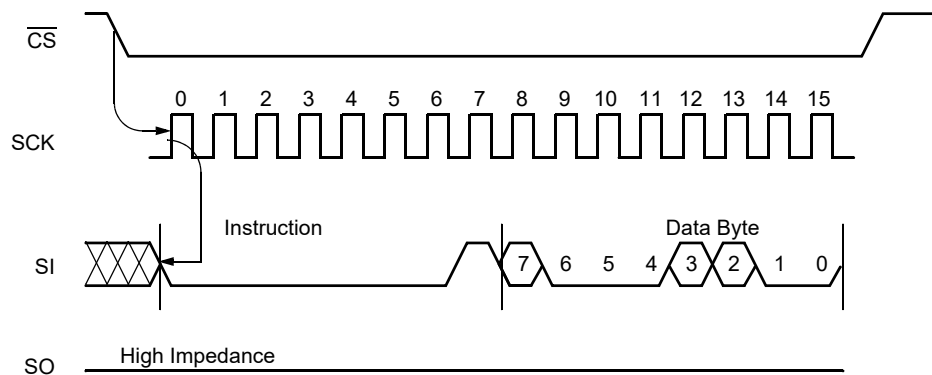 CS
0 1 2 3 4 5 6 7 8 9 10 11 12 13 14 15
SCK
Instruction
Data Byte
SI
7 6 5 4 3 2 1 0
High Impedance
SO